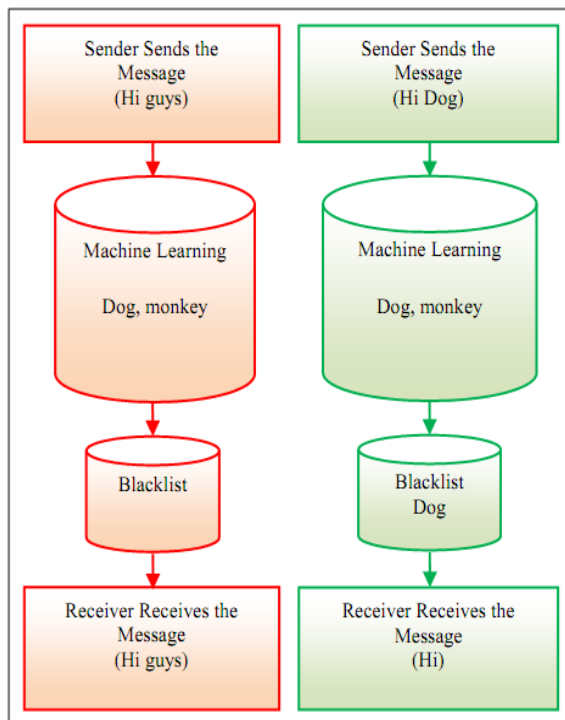 Sender Sends the
Message
(Hi guys)
Machine Learning
Dog, monkey
Blacklist
Receiver Receives the
Message
(Hi guys)
Sender Sends the
Message
(Hi Dog)
Machine Learning
Dog, monkey
Blacklist
Dog
Receiver Receives the
Message
(Hi)